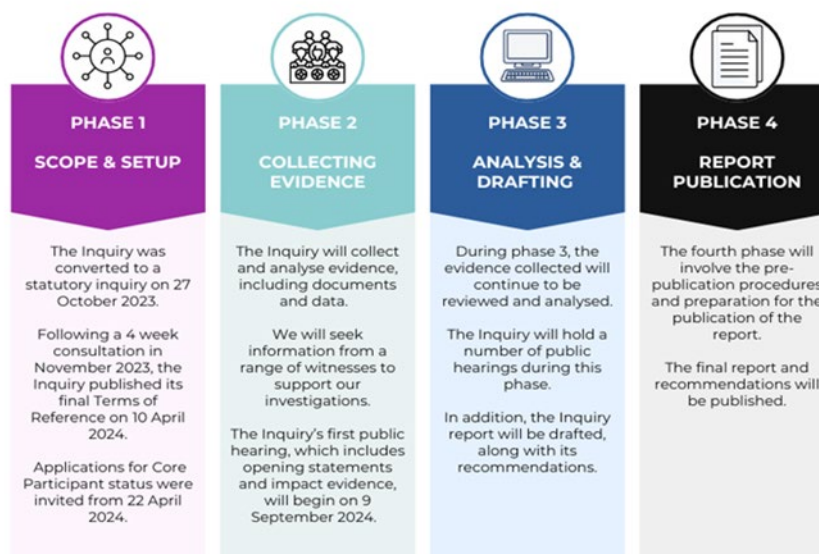 PHASE 1
SCOPE & SETUP
The Inquiry was
converted to a
statutory inquiry on 27
October 2023.
Following a 4 week
consultation in
November 2023, the
Inquiry published its
final Terms of
Reference on 10 April
2024.
Applications for Core
Participant status were
invited from 22 April
2024.
PHASE 2
COLLECTING
EVIDENCE
The Inquiry will collect
and analyse evidence,
including documents
and data.
We will seek
information from a
range of witnesses to
support our
investigations.
The Inquiry's first public
hearing, which includes
opening statements
and impact evidence,
will begin on 9
September 2024.
PHASE 3
ANALYSIS &
DRAFTING
During phase 3, the
evidence collected will
continue to be
reviewed and analysed.
The Inquiry will hold a
number of public
hearings during this
phase.
In addition, the Inquiry
report will be drafted,
along with its
recommendations.
PHASE 4
REPORT
PUBLICATION
The fourth phase will
involve the pre-
publication procedures
and preparation for the
publication of the
report.
The final report and
recommendations will
be published.